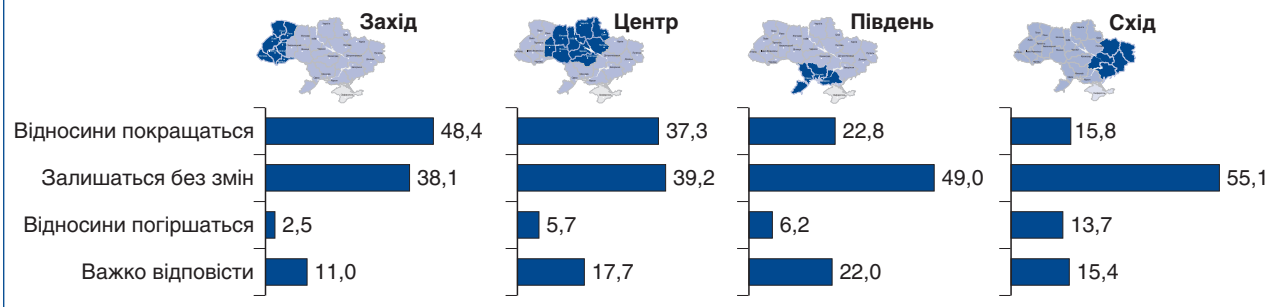 Захід Центр Південь Схід
Відносини покращаться 48,4 37,3 22,8 15,8
Залишаться без змін 38,1 39,2 49,0 55,1
Відносини погіршаться 2,5 5,7 6,2 13,7
Важко відповісти 11,0 17,7 22,0 15,4